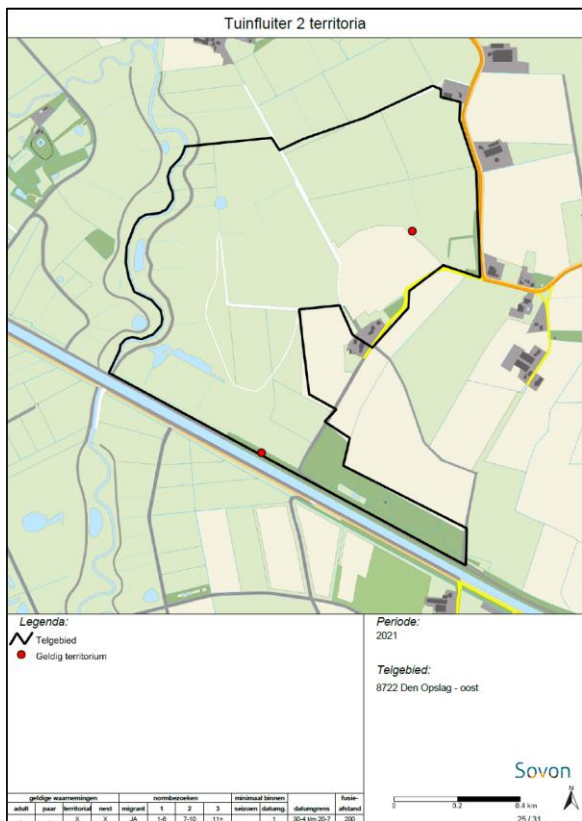 Tuinfluiter 2 territoria
Legenda:
Telgebied
Geldig territorium
Periode:
2021
Telgebied:
8722 Den Opslag - oost
Sovon
0 0.2 0.4 km
N
25 / 31
geldige waarnemingen normbezoeken minimaal binnen fusie-
adult paar territorial nest migrant 1 2 3 seizoen datumg. datumgrens afstand
. . X X JA 1-6 7-10 11+ . 1 30-4 t/m 20-7 200